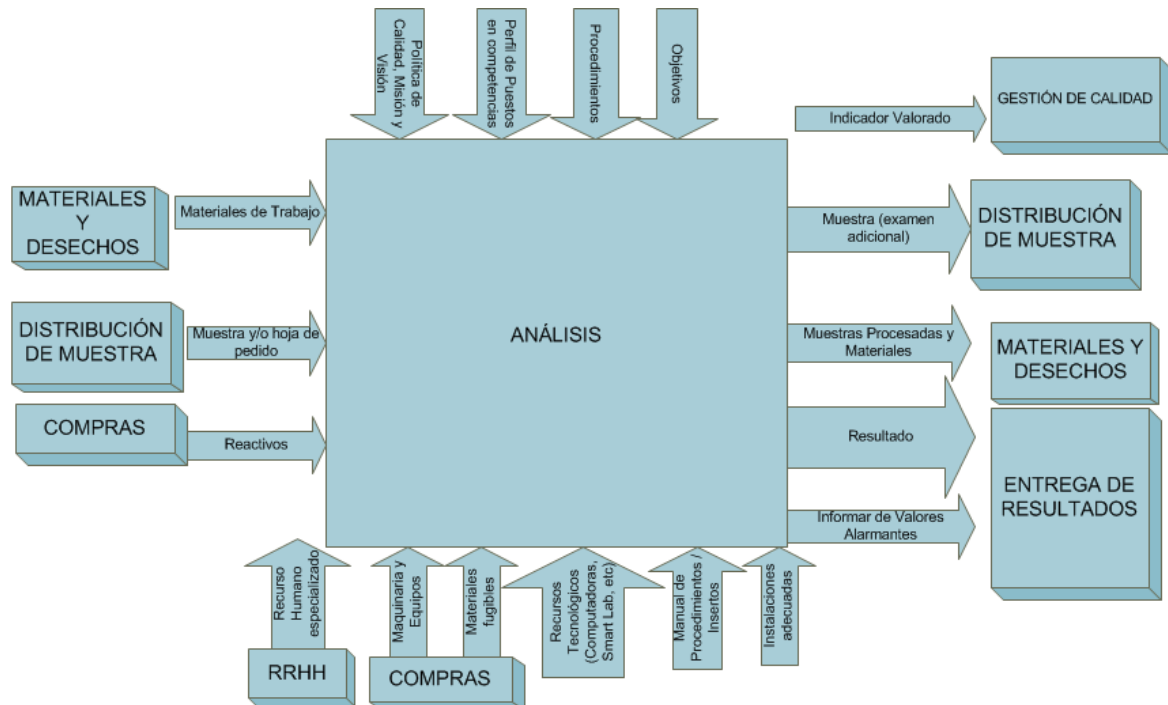 Política de
Calidad, Misión y
Visión
Perfil de Puestos
en competencias
Procedimientos
Objetivos
GESTIÓN DE CALIDAD
Indicador Valorado
MATERIALES
Y
DESECHOS
Materiales de Trabajo
Muestra (examen
adicional)
DISTRIBUCIÓN
DE MUESTRA
DISTRIBUCIÓN
DE MUESTRA
Muestra y/o hoja de
pedido
ANÁLISIS
Muestras Procesadas y
Materiales
MATERIALES Y
DESECHOS
COMPRAS
Reactivos
Resultado
ENTREGA DE
RESULTADOS
Informar de Valores
Alarmantes
Recurso
Humano
especializado
Maquinaria y
Equipos
Materiales
fugibles
Recursos
Tecnológicos
(Computadoras,
Smart Lab, etc)
Manual de
Procedimientos /
Insertos
Instalaciones
adecuadas
RRHH
COMPRAS